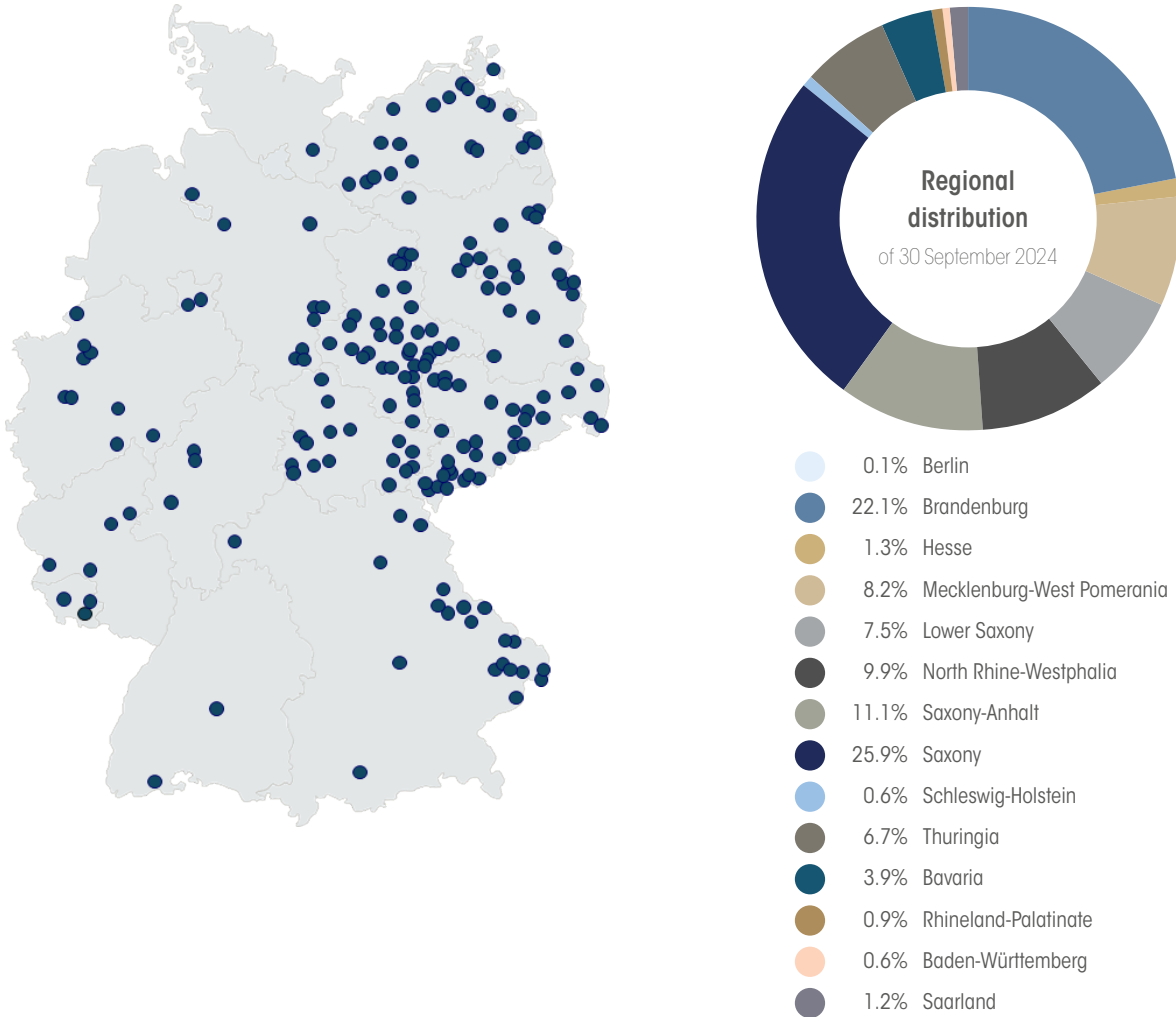 Regional
distribution
of 30 September 2024
0.1% Berlin
22.1% Brandenburg
1.3% Hesse
8.2% Mecklenburg-West Pomerania
7.5% Lower Saxony
9.9% North Rhine-Westphalia
11.1% Saxony-Anhalt
25.9% Saxony
0.6% Schleswig-Holstein
6.7% Thuringia
3.9% Bavaria
0.9% Rhineland-Palatinate
0.6% Baden-Württemberg
1.2% Saarland